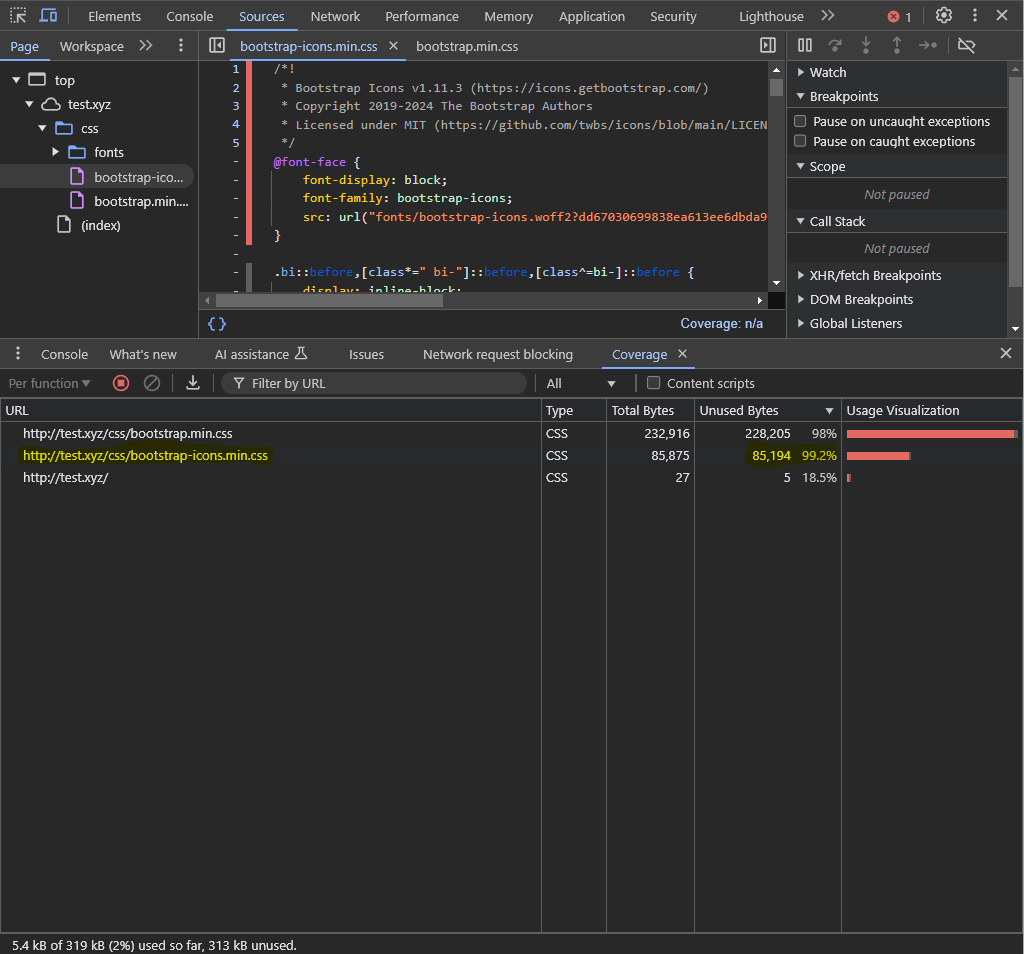 Elements Console Sources Network Performance Memory Application Security Lighthouse 1
Page Workspace bootstrap-icons.min.css bootstrap.min.css
top
test.xyz
css
fonts
bootstrap-ico...
bootstrap.min....
(index)
1 /*!
2 * Bootstrap Icons v1.11.3 (https://icons.getbootstrap.com/)
3 * Copyright 2019-2024 The Bootstrap Authors
4 * Licensed under MIT (https://github.com/twbs/icons/blob/main/LICEN
5 */
- @font-face {
- font-display: block;
- font-family: bootstrap-icons;
- src: url("fonts/bootstrap-icons.woff2?dd67030699838ea613ee6dbda9
- }
-
- .bi::before,[class*=" bi-"]::before,[class^=bi-]::before {
- display: inline-block;
{} Coverage: n/a
Watch
Breakpoints
Pause on uncaught exceptions
Pause on caught exceptions
Scope
Not paused
Call Stack
Not paused
XHR/fetch Breakpoints
DOM Breakpoints
Global Listeners
Console What's new AI assistance Issues Network request blocking Coverage
Per function Filter by URL All Content scripts
URL Type Total Bytes Unused Bytes Usage Visualization
http://test.xyz/css/bootstrap.min.css CSS 232,916 228,205 98%
http://test.xyz/css/bootstrap-icons.min.css CSS 85,875 85,194 99.2%
http://test.xyz/ CSS 27 5 18.5%
5.4 kB of 319 kB (2%) used so far, 313 kB unused.